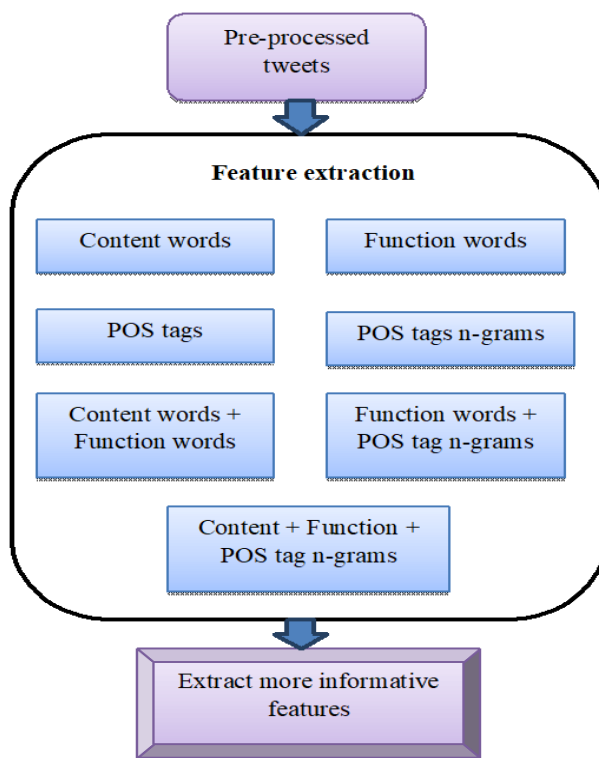 Pre-processed
tweets
Feature extraction
Content words
Function words
POS tags
POS tags n-grams
Content words +
Function words
Function words +
POS tag n-grams
Content + Function +
POS tag n-grams
Extract more informative
features